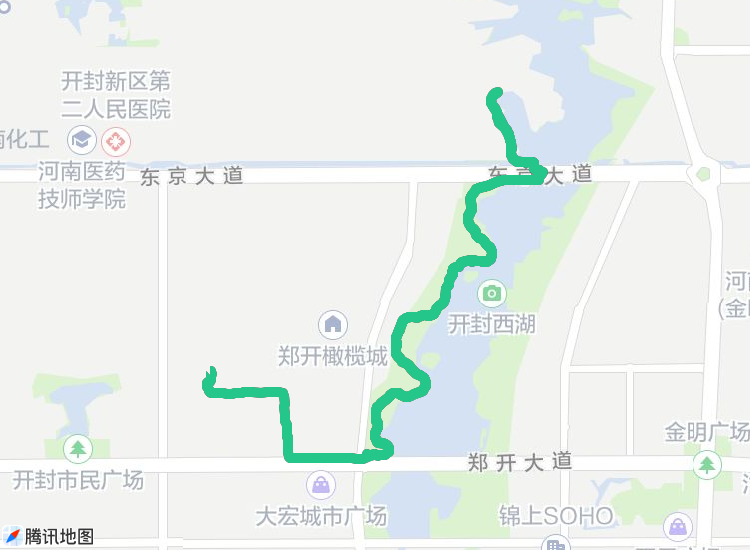 开封新区第
二人民医院
南化工
河南医药
技师学院
东京大道
东京大道
开封西湖
郑开橄榄城
金明广场
郑开大道
开封市民广场
大宏城市广场
锦上SOHO
腾讯地图